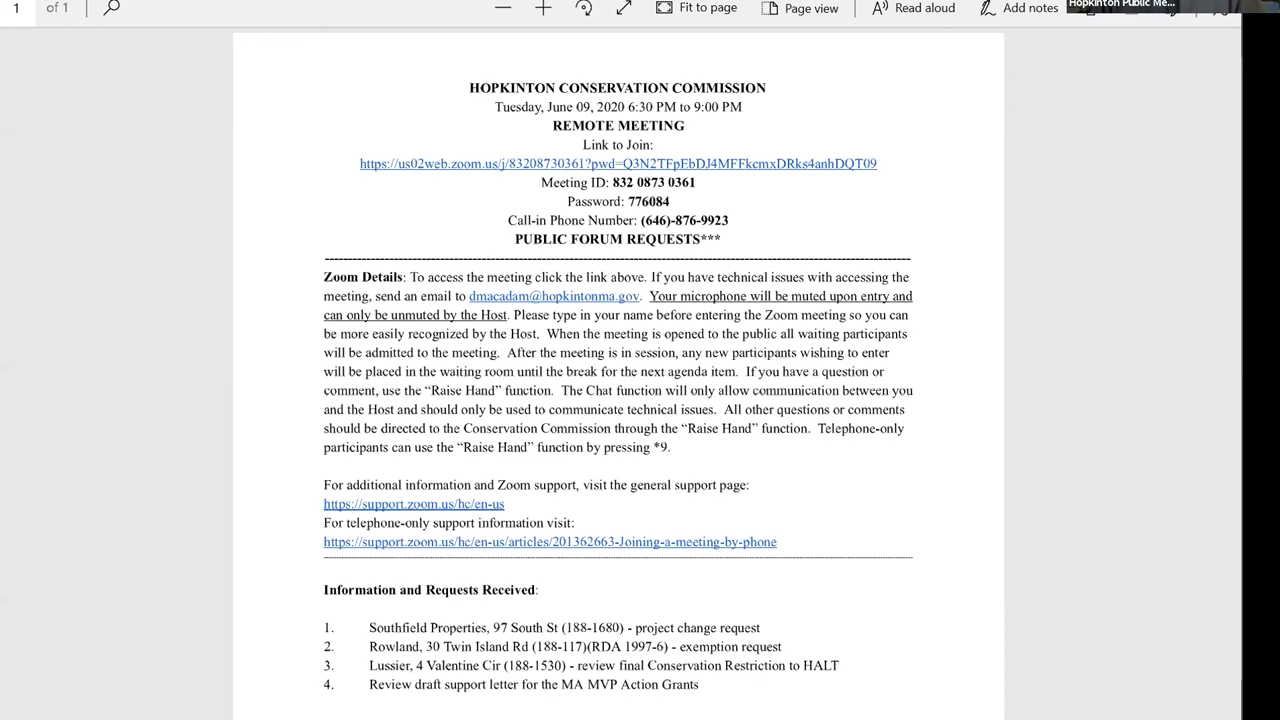 1 of 1
Fit to page
Page view
Read aloud
Add notes
Hopkinton Public Me...
HOPKINTON CONSERVATION COMMISSION
Tuesday, June 09, 2020 6:30 PM to 9:00 PM
REMOTE MEETING
Link to Join:
https://us02web.zoom.us/j/83208730361?pwd=Q3N2TFpEbDJ4MFFkcmxDRks4anhDQT09
Meeting ID: 832 0873 0361
Password: 776084
Call-in Phone Number: (646)-876-9923
PUBLIC FORUM REQUESTS***
Zoom Details: To access the meeting click the link above. If you have technical issues with accessing the
meeting, send an email to dmacadam@hopkintonma.gov. Your microphone will be muted upon entry and
can only be unmuted by the Host. Please type in your name before entering the Zoom meeting so you can
be more easily recognized by the Host. When the meeting is opened to the public all waiting participants
will be admitted to the meeting. After the meeting is in session, any new participants wishing to enter
will be placed in the waiting room until the break for the next agenda item. If you have a question or
comment, use the “Raise Hand” function. The Chat function will only allow communication between you
and the Host and should only be used to communicate technical issues. All other questions or comments
should be directed to the Conservation Commission through the “Raise Hand” function. Telephone-only
participants can use the “Raise Hand” function by pressing *9.
For additional information and Zoom support, visit the general support page:
https://support.zoom.us/hc/en-us
For telephone-only support information visit:
https://support.zoom.us/hc/en-us/articles/201362663-Joining-a-meeting-by-phone
Information and Requests Received:
1. Southfield Properties, 97 South St (188-1680) - project change request
2. Rowland, 30 Twin Island Rd (188-117)(RDA 1997-6) - exemption request
3. Lussier, 4 Valentine Cir (188-1530) - review final Conservation Restriction to HALT
4. Review draft support letter for the MA MVP Action Grants